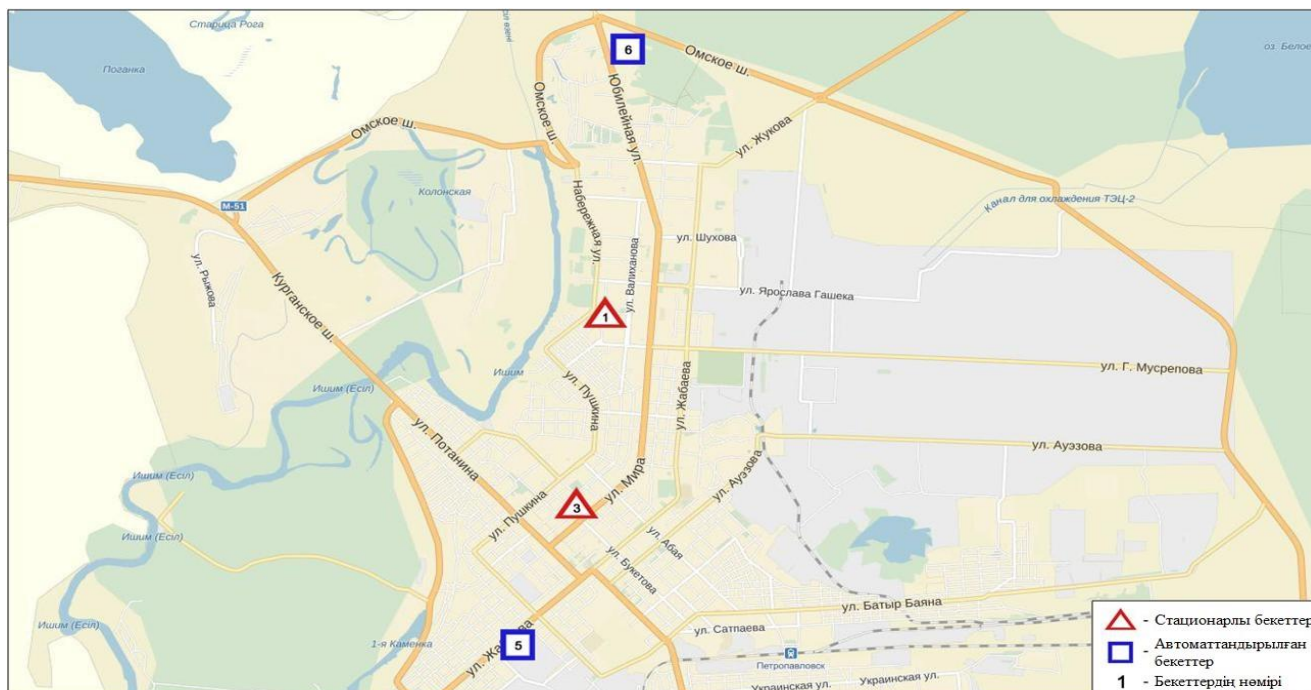 Старица Рога
Поганка
оз. Белое
6
Омское ш.
Юбилейная ул.
Омское ш.
Омское ш.
ул. Жукова
Колонская
М-51
Набережная ул.
Канал для охлаждения ТЭЦ-2
ул. Рыжова
ул. Валиханова
ул. Шухова
ул. Ярослава Гашека
Курганское ш.
1
Ишим
ул. Г. Мусрепова
Ишим (Есіл)
ул. Пушкина
ул. Жабаева
ул. Потанина
ул. Ауэзова
ул. Ауэзова
Ишим (Есіл)
ул. Мира
ул. Пушкина
3
Ишим (Есіл)
ул. Абая
ул. Букетова
ул. Батыр Баяна
Ишим (Есіл)
1-я Каменка
ул. Сатпаева
5
Петропавловск
Украинская ул.
Украинская ул.
- Стационарлы бекеттер
- Автоматтандырылған
бекеттер
1 - Бекеттердің нөмірі